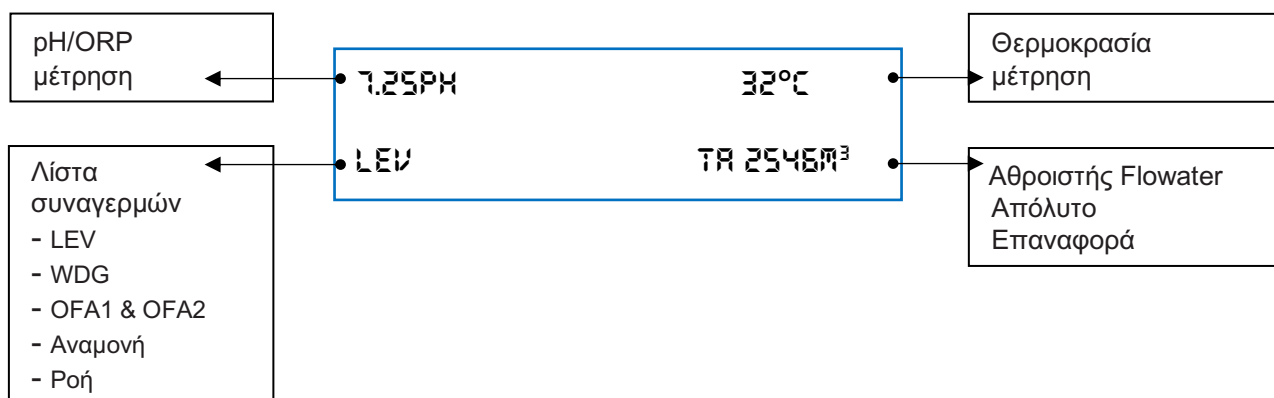 pH/ORP
μέτρηση
7.25PH
32°C
LEV
TA 2546M³
Θερμοκρασία
μέτρηση
Λίστα
συναγερμών
- LEV
- WDG
- OFA1 & OFA2
- Αναμονή
- Ροή
Αθροιστής Flowater
Απόλυτο
Επαναφορά